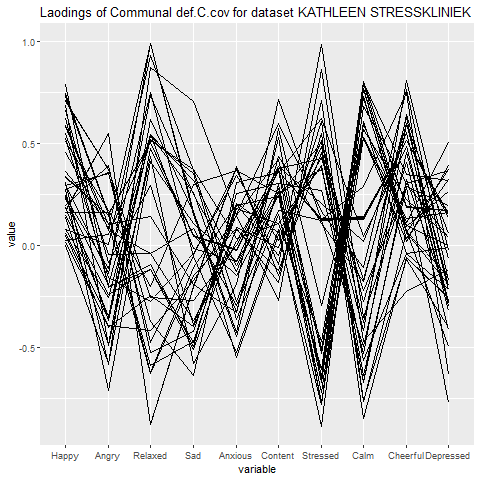 Laodings of Communal def.C.cov for dataset KATHLEEN STRESSKLINIEK
1.0
0.5
0.0
-0.5
value
Happy Angry Relaxed Sad Anxious Content Stressed Calm Cheerful Depressed
variable